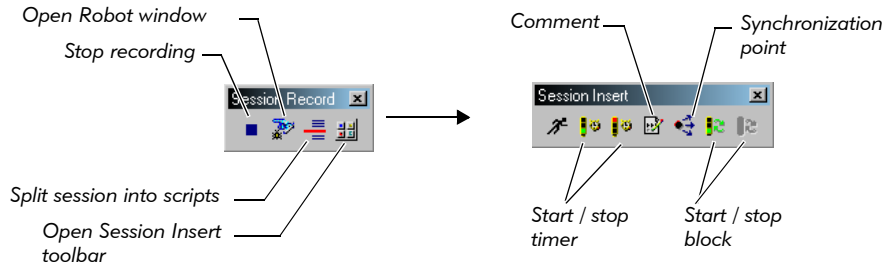 Open Robot window
Stop recording
Session Record
Split session into scripts
Open Session Insert
toolbar
Comment
Synchronization
point
Session Insert
Start / stop
timer
Start / stop
block